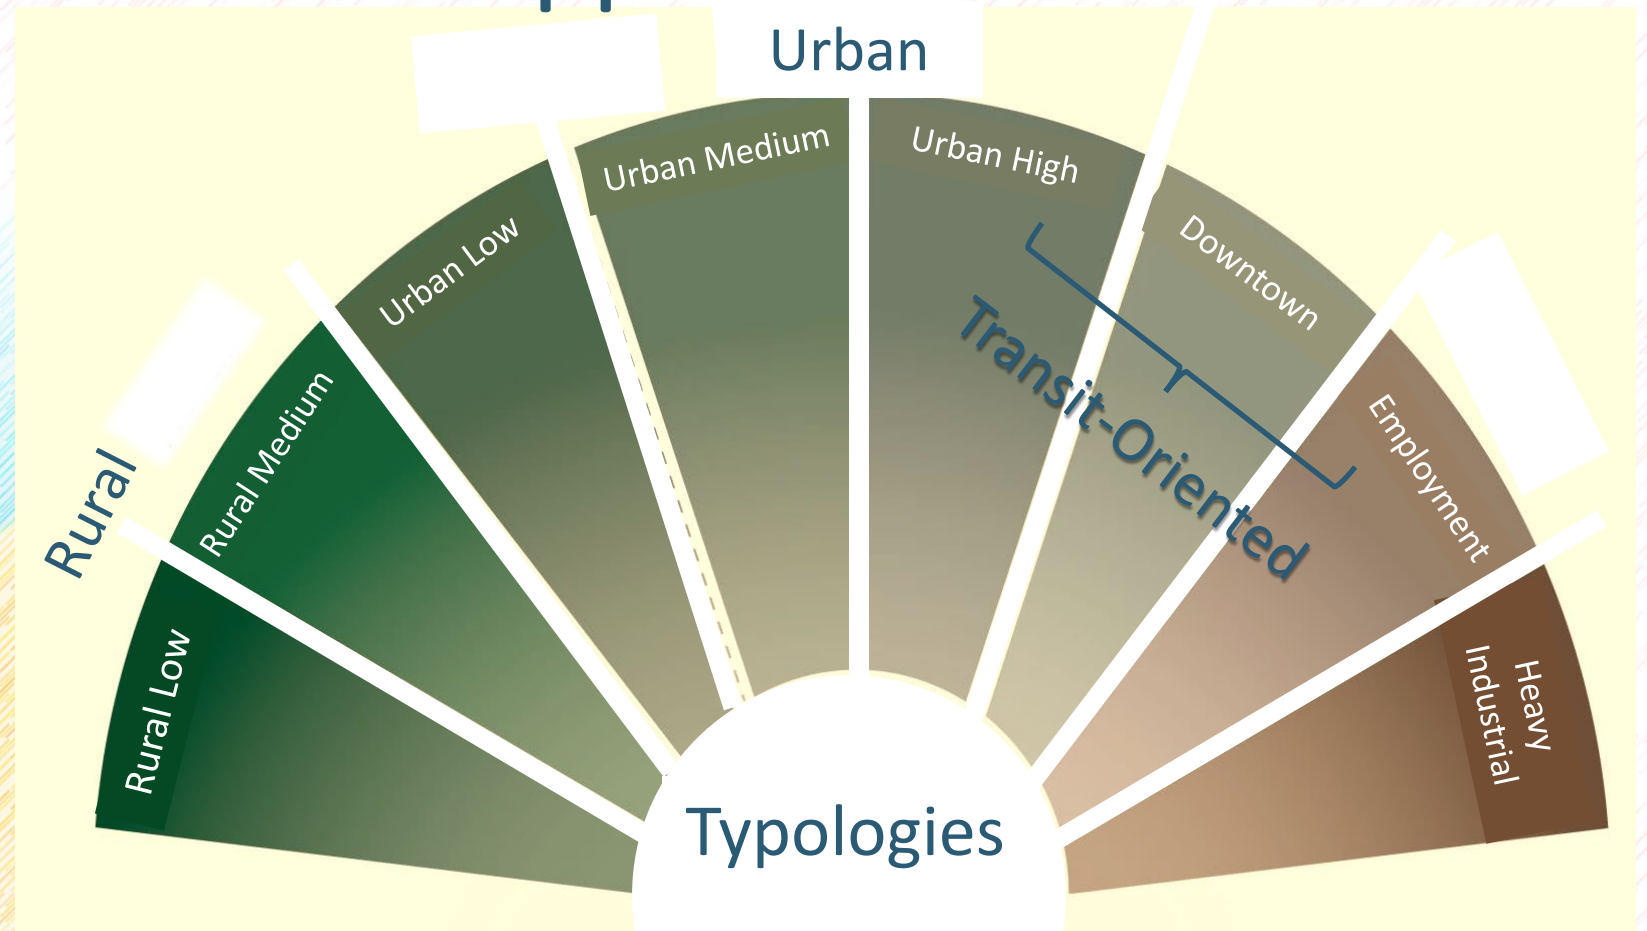 Urban
Rural
Rural Low
Rural Medium
Urban Low
Urban Medium
Urban High
Downtown
Employment
Heavy
Industrial
Transit-Oriented
Typologies